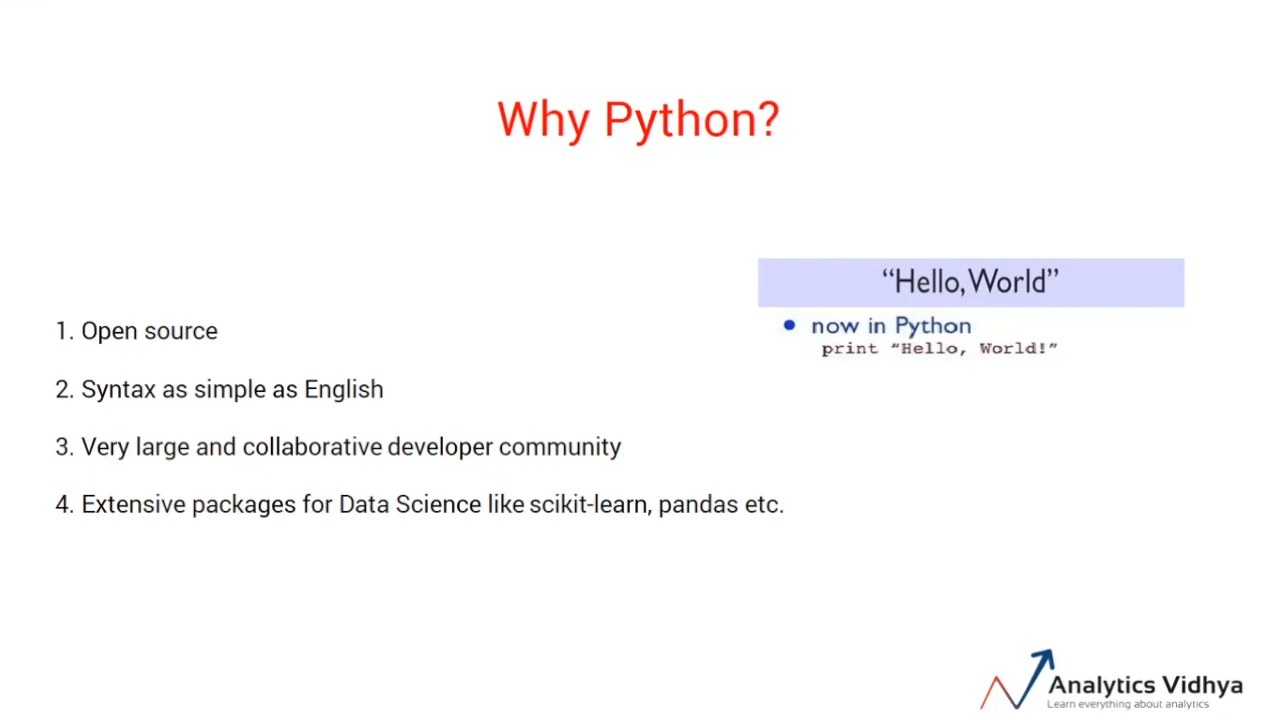 Why Python?
1. Open source
2. Syntax as simple as English
3. Very large and collaborative developer community
4. Extensive packages for Data Science like scikit-learn, pandas etc.
“Hello,World”
• now in Python
print “Hello, World!”
Analytics Vidhya
Learn everything about analytics